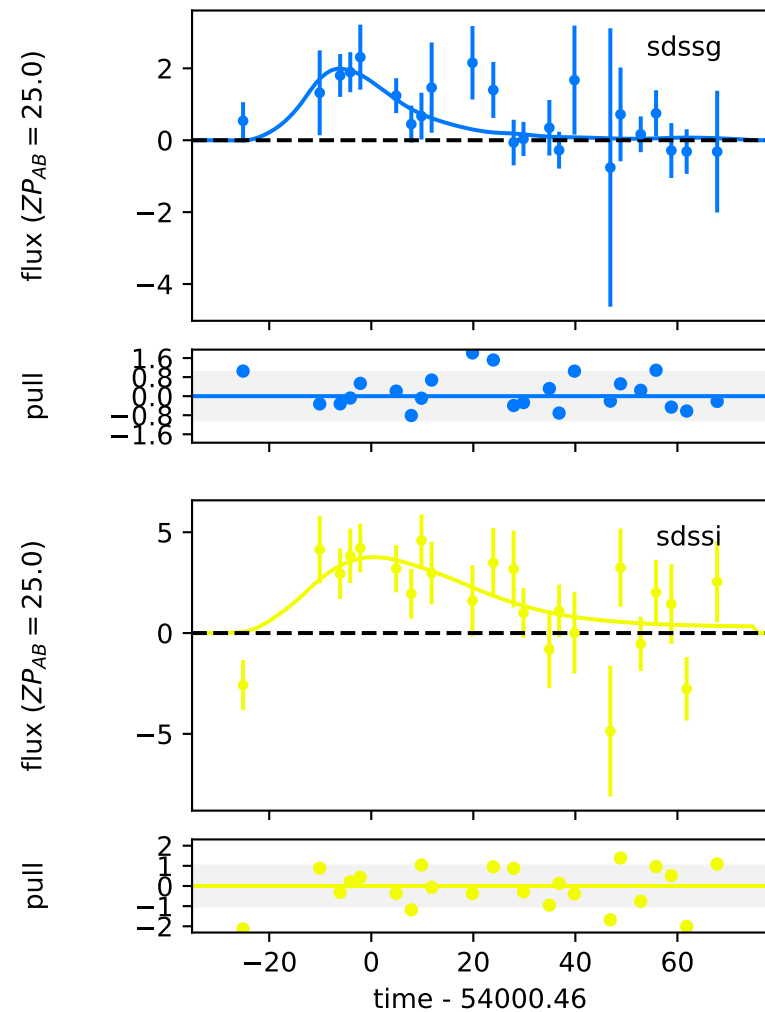 sdssg
flux (ZP_AB = 25.0)
2
0
−2
−4
pull
1.6
0.8
0.0
−0.8
−1.6
sdssi
flux (ZP_AB = 25.0)
5
0
−5
pull
2
1
0
−1
−2
−20 0 20 40 60
time - 54000.46